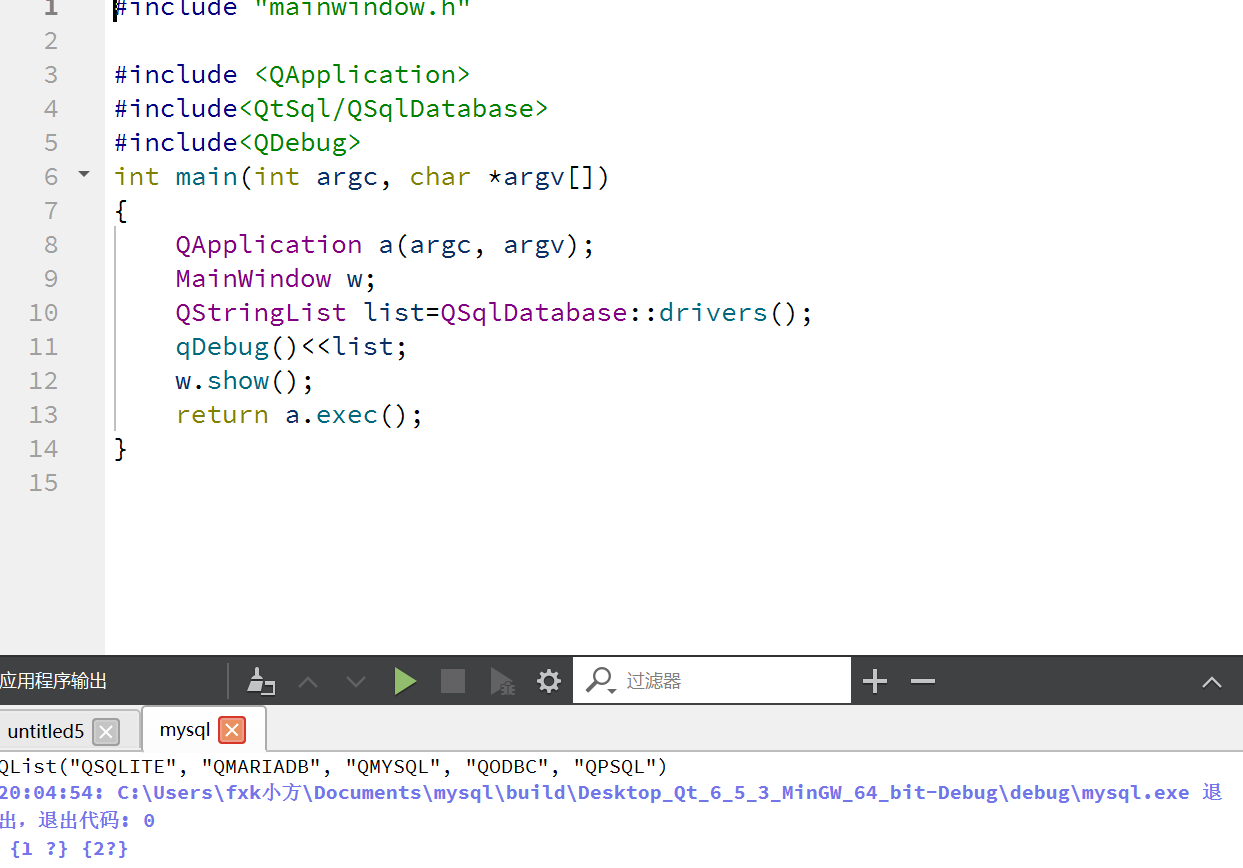 1 #include "mainwindow.h"
2
3 #include <QApplication>
4 #include<QtSql/QSqlDatabase>
5 #include<QDebug>
6 int main(int argc, char *argv[])
7 {
8     QApplication a(argc, argv);
9     MainWindow w;
10     QStringList list=QSqlDatabase::drivers();
11     qDebug()<<list;
12     w.show();
13     return a.exec();
14 }
15
应用程序输出 过滤器
untitled5 mysql
QList("QSQLITE", "QMARIADB", "QMYSQL", "QODBC", "QPSQL")
20:04:54: C:\Users\fxk小方\Documents\mysql\build\Desktop_Qt_6_5_3_MinGW_64_bit-Debug\debug\mysql.exe 退
出，退出代码: 0
{1 ?} {2?}